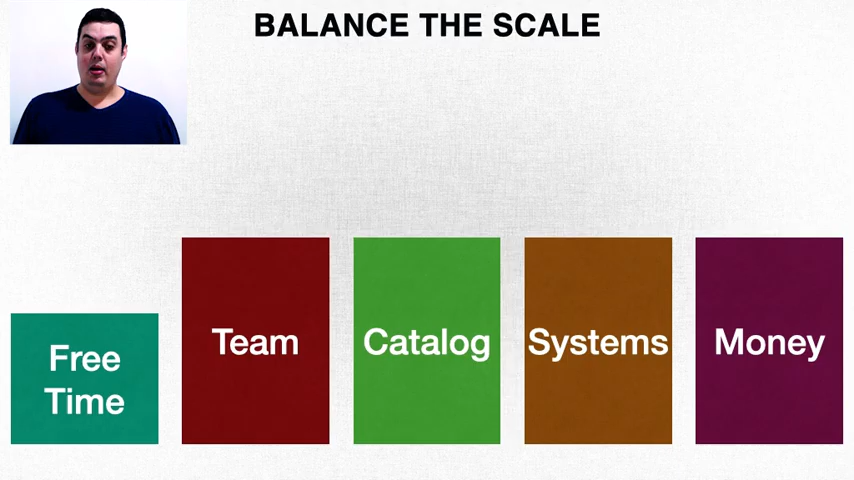 BALANCE THE SCALE
Free
Time
Team
Catalog
Systems
Money